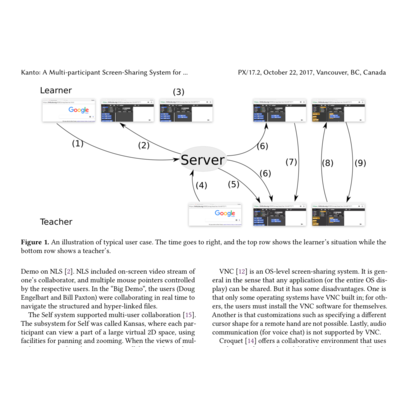 Kanto: A Multi-participant Screen-Sharing System for ...
PX/17.2, October 22, 2017, Vancouver, BC, Canada
Learner
(3)
Google
(1)
(2)
Server
(6)
(6)
(7)
(8)
(9)
(4)
(5)
Google
Teacher
Figure 1. An illustration of typical user case. The time goes to right, and the top row shows the learner's situation while the
bottom row shows a teacher's.
Demo on NLS [2]. NLS included on-screen video stream of
one's collaborator, and multiple mouse pointers controlled
by the respective users. In the "Big Demo", the users (Doug
Engelbart and Bill Paxton) were collaborating in real time to
navigate the structured and hyper-linked files.
The Self system supported multi-user collaboration [15].
The subsystem for Self was called Kansas, where each par-
ticipant can view a part of a large virtual 2D space, using
facilities for panning and zooming. When the views of mul-
VNC [12] is an OS-level screen-sharing system. It is gen-
eral in the sense that any application (or the entire OS dis-
play) can be shared. But it has some disadvantages. One is
that only some operating systems have VNC built in; for oth-
ers, the users must install the VNC software for themselves.
Another is that customizations such as specifying a different
cursor shape for a remote hand are not possible. Lastly, audio
communication (for voice chat) is not supported by VNC.
Croquet [14] offers a collaborative environment that uses